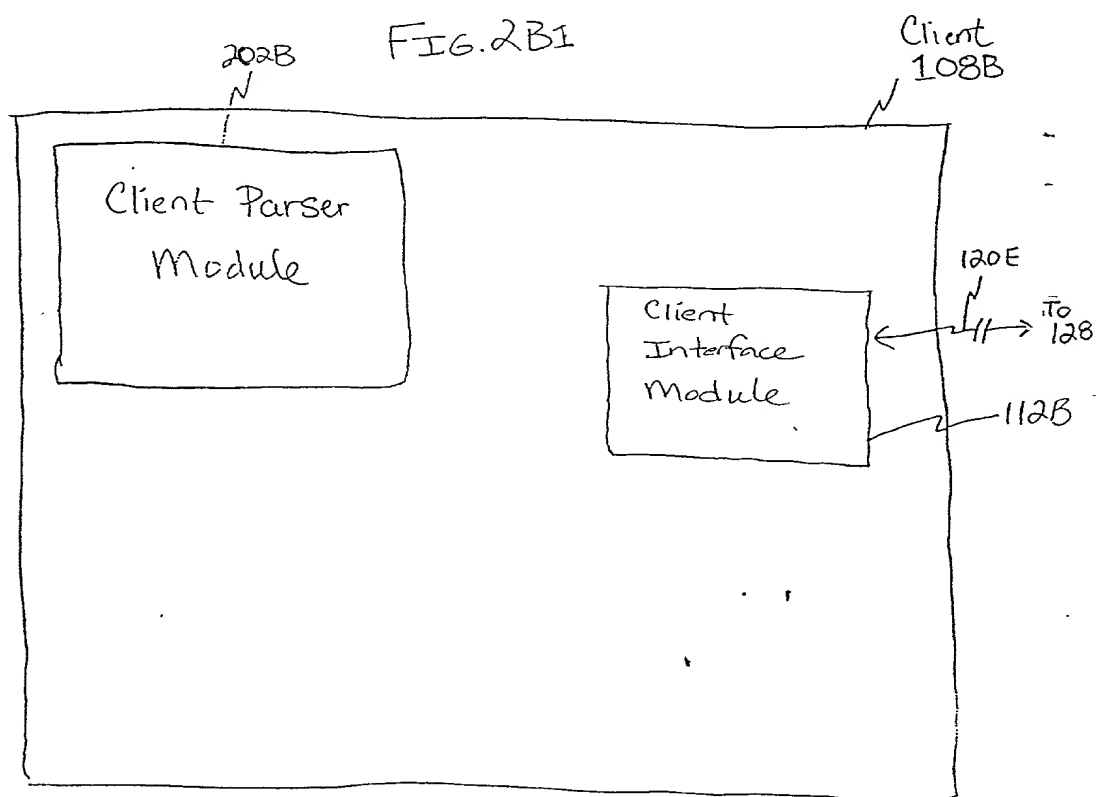 FIG.2B1
202B
Client
108B
Client Parser
Module
120E
To
128
Client
Interface
Module
112B